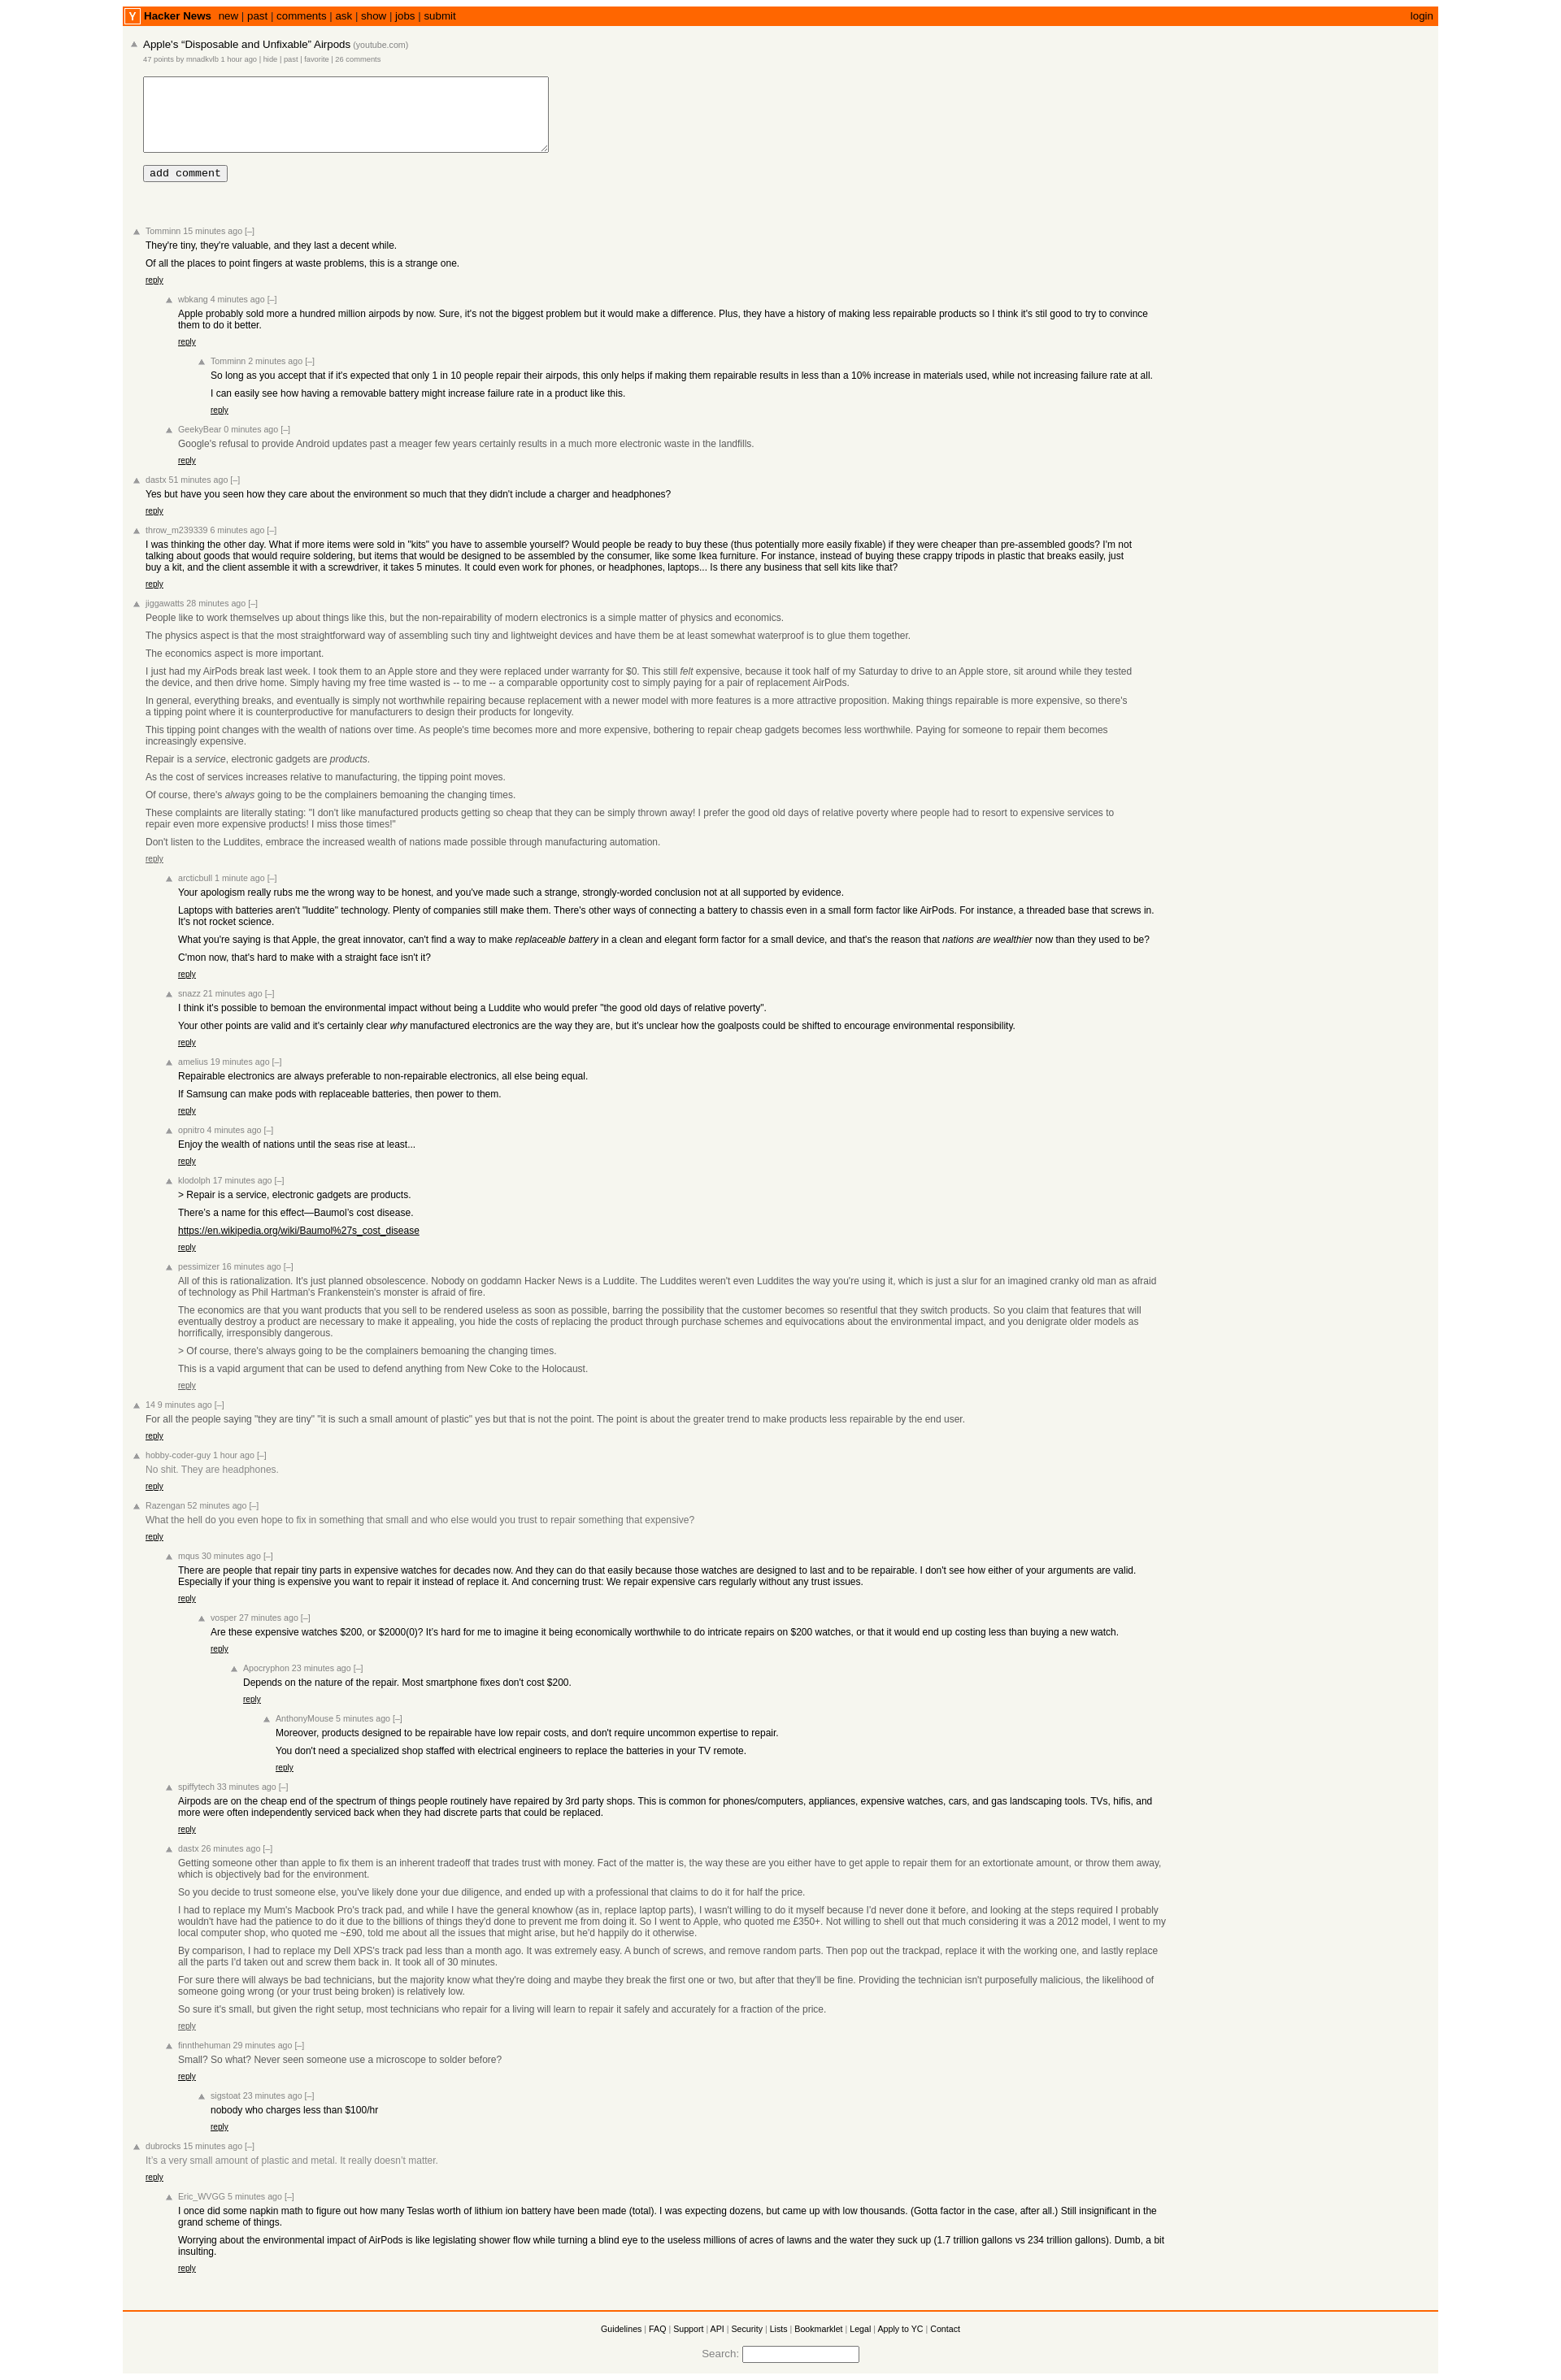 Y Hacker News new | past | comments | ask | show | jobs | submit login
Apple's “Disposable and Unfixable” Airpods (youtube.com)
47 points by mnadkvlb 1 hour ago | hide | past | favorite | 26 comments
add comment
Tomminn 15 minutes ago [–]
They're tiny, they're valuable, and they last a decent while.
Of all the places to point fingers at waste problems, this is a strange one.
reply
wbkang 4 minutes ago [–]
Apple probably sold more a hundred million airpods by now. Sure, it's not the biggest problem but it would make a difference. Plus, they have a history of making less repairable products so I think it's stil good to try to convince
them to do it better.
reply
Tomminn 2 minutes ago [–]
So long as you accept that if it's expected that only 1 in 10 people repair their airpods, this only helps if making them repairable results in less than a 10% increase in materials used, while not increasing failure rate at all.
I can easily see how having a removable battery might increase failure rate in a product like this.
reply
GeekyBear 0 minutes ago [–]
Google's refusal to provide Android updates past a meager few years certainly results in a much more electronic waste in the landfills.
reply
dastx 51 minutes ago [–]
Yes but have you seen how they care about the environment so much that they didn't include a charger and headphones?
reply
throw_m239339 6 minutes ago [–]
I was thinking the other day. What if more items were sold in "kits" you have to assemble yourself? Would people be ready to buy these (thus potentially more easily fixable) if they were cheaper than pre-assembled goods? I'm not
talking about goods that would require soldering, but items that would be designed to be assembled by the consumer, like some Ikea furniture. For instance, instead of buying these crappy tripods in plastic that breaks easily, just
buy a kit, and the client assemble it with a screwdriver, it takes 5 minutes. It could even work for phones, or headphones, laptops... Is there any business that sell kits like that?
reply
jiggawatts 28 minutes ago [–]
People like to work themselves up about things like this, but the non-repairability of modern electronics is a simple matter of physics and economics.
The physics aspect is that the most straightforward way of assembling such tiny and lightweight devices and have them be at least somewhat waterproof is to glue them together.
The economics aspect is more important.
I just had my AirPods break last week. I took them to an Apple store and they were replaced under warranty for $0. This still felt expensive, because it took half of my Saturday to drive to an Apple store, sit around while they tested
the device, and then drive home. Simply having my free time wasted is -- to me -- a comparable opportunity cost to simply paying for a pair of replacement AirPods.
In general, everything breaks, and eventually is simply not worthwhile repairing because replacement with a newer model with more features is a more attractive proposition. Making things repairable is more expensive, so there's
a tipping point where it is counterproductive for manufacturers to design their products for longevity.
This tipping point changes with the wealth of nations over time. As people's time becomes more and more expensive, bothering to repair cheap gadgets becomes less worthwhile. Paying for someone to repair them becomes
increasingly expensive.
Repair is a service, electronic gadgets are products.
As the cost of services increases relative to manufacturing, the tipping point moves.
Of course, there's always going to be the complainers bemoaning the changing times.
These complaints are literally stating: "I don't like manufactured products getting so cheap that they can be simply thrown away! I prefer the good old days of relative poverty where people had to resort to expensive services to
repair even more expensive products! I miss those times!"
Don't listen to the Luddites, embrace the increased wealth of nations made possible through manufacturing automation.
reply
arcticbull 1 minute ago [–]
Your apologism really rubs me the wrong way to be honest, and you've made such a strange, strongly-worded conclusion not at all supported by evidence.
Laptops with batteries aren't "luddite" technology. Plenty of companies still make them. There's other ways of connecting a battery to chassis even in a small form factor like AirPods. For instance, a threaded base that screws in.
It's not rocket science.
What you're saying is that Apple, the great innovator, can't find a way to make replaceable battery in a clean and elegant form factor for a small device, and that's the reason that nations are wealthier now than they used to be?
C'mon now, that's hard to make with a straight face isn't it?
reply
snazz 21 minutes ago [–]
I think it's possible to bemoan the environmental impact without being a Luddite who would prefer "the good old days of relative poverty".
Your other points are valid and it's certainly clear why manufactured electronics are the way they are, but it's unclear how the goalposts could be shifted to encourage environmental responsibility.
reply
amelius 19 minutes ago [–]
Repairable electronics are always preferable to non-repairable electronics, all else being equal.
If Samsung can make pods with replaceable batteries, then power to them.
reply
opnitro 4 minutes ago [–]
Enjoy the wealth of nations until the seas rise at least...
reply
klodolph 17 minutes ago [–]
> Repair is a service, electronic gadgets are products.
There's a name for this effect—Baumol's cost disease.
https://en.wikipedia.org/wiki/Baumol%27s_cost_disease
reply
pessimizer 16 minutes ago [–]
All of this is rationalization. It's just planned obsolescence. Nobody on goddamn Hacker News is a Luddite. The Luddites weren't even Luddites the way you're using it, which is just a slur for an imagined cranky old man as afraid
of technology as Phil Hartman's Frankenstein's monster is afraid of fire.
The economics are that you want products that you sell to be rendered useless as soon as possible, barring the possibility that the customer becomes so resentful that they switch products. So you claim that features that will
eventually destroy a product are necessary to make it appealing, you hide the costs of replacing the product through purchase schemes and equivocations about the environmental impact, and you denigrate older models as
horrifically, irresponsibly dangerous.
> Of course, there's always going to be the complainers bemoaning the changing times.
This is a vapid argument that can be used to defend anything from New Coke to the Holocaust.
reply
14 9 minutes ago [–]
For all the people saying "they are tiny" "it is such a small amount of plastic" yes but that is not the point. The point is about the greater trend to make products less repairable by the end user.
reply
hobby-coder-guy 1 hour ago [–]
No shit. They are headphones.
reply
Razengan 52 minutes ago [–]
What the hell do you even hope to fix in something that small and who else would you trust to repair something that expensive?
reply
mqus 30 minutes ago [–]
There are people that repair tiny parts in expensive watches for decades now. And they can do that easily because those watches are designed to last and to be repairable. I don't see how either of your arguments are valid.
Especially if your thing is expensive you want to repair it instead of replace it. And concerning trust: We repair expensive cars regularly without any trust issues.
reply
vosper 27 minutes ago [–]
Are these expensive watches $200, or $2000(0)? It's hard for me to imagine it being economically worthwhile to do intricate repairs on $200 watches, or that it would end up costing less than buying a new watch.
reply
Apocryphon 23 minutes ago [–]
Depends on the nature of the repair. Most smartphone fixes don't cost $200.
reply
AnthonyMouse 5 minutes ago [–]
Moreover, products designed to be repairable have low repair costs, and don't require uncommon expertise to repair.
You don't need a specialized shop staffed with electrical engineers to replace the batteries in your TV remote.
reply
spiffytech 33 minutes ago [–]
Airpods are on the cheap end of the spectrum of things people routinely have repaired by 3rd party shops. This is common for phones/computers, appliances, expensive watches, cars, and gas landscaping tools. TVs, hifis, and
more were often independently serviced back when they had discrete parts that could be replaced.
reply
dastx 26 minutes ago [–]
Getting someone other than apple to fix them is an inherent tradeoff that trades trust with money. Fact of the matter is, the way these are you either have to get apple to repair them for an extortionate amount, or throw them away,
which is objectively bad for the environment.
So you decide to trust someone else, you've likely done your due diligence, and ended up with a professional that claims to do it for half the price.
I had to replace my Mum's Macbook Pro's track pad, and while I have the general knowhow (as in, replace laptop parts), I wasn't willing to do it myself because I'd never done it before, and looking at the steps required I probably
wouldn't have had the patience to do it due to the billions of things they'd done to prevent me from doing it. So I went to Apple, who quoted me £350+. Not willing to shell out that much considering it was a 2012 model, I went to my
local computer shop, who quoted me ~£90, told me about all the issues that might arise, but he'd happily do it otherwise.
By comparison, I had to replace my Dell XPS's track pad less than a month ago. It was extremely easy. A bunch of screws, and remove random parts. Then pop out the trackpad, replace it with the working one, and lastly replace
all the parts I'd taken out and screw them back in. It took all of 30 minutes.
For sure there will always be bad technicians, but the majority know what they're doing and maybe they break the first one or two, but after that they'll be fine. Providing the technician isn't purposefully malicious, the likelihood of
someone going wrong (or your trust being broken) is relatively low.
So sure it's small, but given the right setup, most technicians who repair for a living will learn to repair it safely and accurately for a fraction of the price.
reply
finnthehuman 29 minutes ago [–]
Small? So what? Never seen someone use a microscope to solder before?
reply
sigstoat 23 minutes ago [–]
nobody who charges less than $100/hr
reply
dubrocks 15 minutes ago [–]
It's a very small amount of plastic and metal. It really doesn't matter.
reply
Eric_WVGG 5 minutes ago [–]
I once did some napkin math to figure out how many Teslas worth of lithium ion battery have been made (total). I was expecting dozens, but came up with low thousands. (Gotta factor in the case, after all.) Still insignificant in the
grand scheme of things.
Worrying about the environmental impact of AirPods is like legislating shower flow while turning a blind eye to the useless millions of acres of lawns and the water they suck up (1.7 trillion gallons vs 234 trillion gallons). Dumb, a bit
insulting.
reply
Guidelines | FAQ | Support | API | Security | Lists | Bookmarklet | Legal | Apply to YC | Contact
Search: